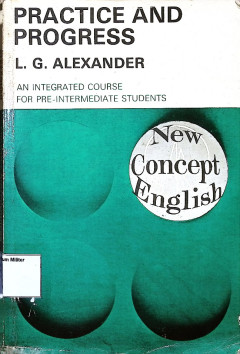 PRACTICE AND
PROGRESS
L. G. ALEXANDER
AN INTEGRATED COURSE
FOR PRE-INTERMEDIATE STUDENTS
New
Concept
English